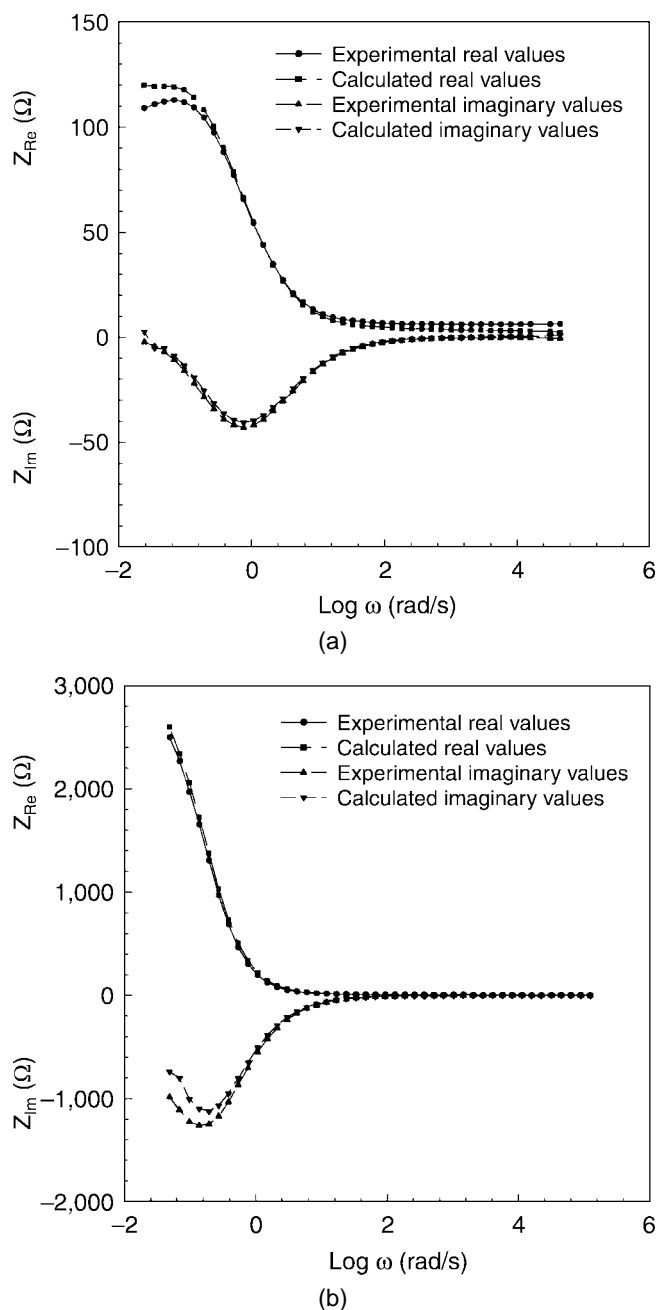 150
100
50
0
−50
−100
Z_Re (Ω)
Z_Im (Ω)
Experimental real values
Calculated real values
Experimental imaginary values
Calculated imaginary values
−2 0 2 4 6
Log ω (rad/s)
(a)
3,000
2,000
1,000
0
−1,000
−2,000
Z_Re (Ω)
Z_Im (Ω)
Experimental real values
Calculated real values
Experimental imaginary values
Calculated imaginary values
−2 0 2 4 6
Log ω (rad/s)
(b)